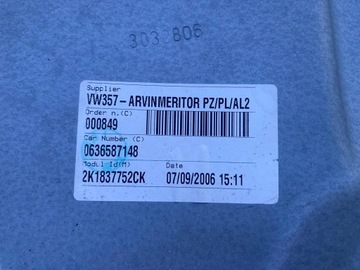 303 806
Supplier
VW357-ARVINMERITOR PZ/PL/AL2
Order n.(C)
000849
Car Number (C)
0636587148
Modul Id(M) Date
2K1837752CK 07/09/2006 15:11